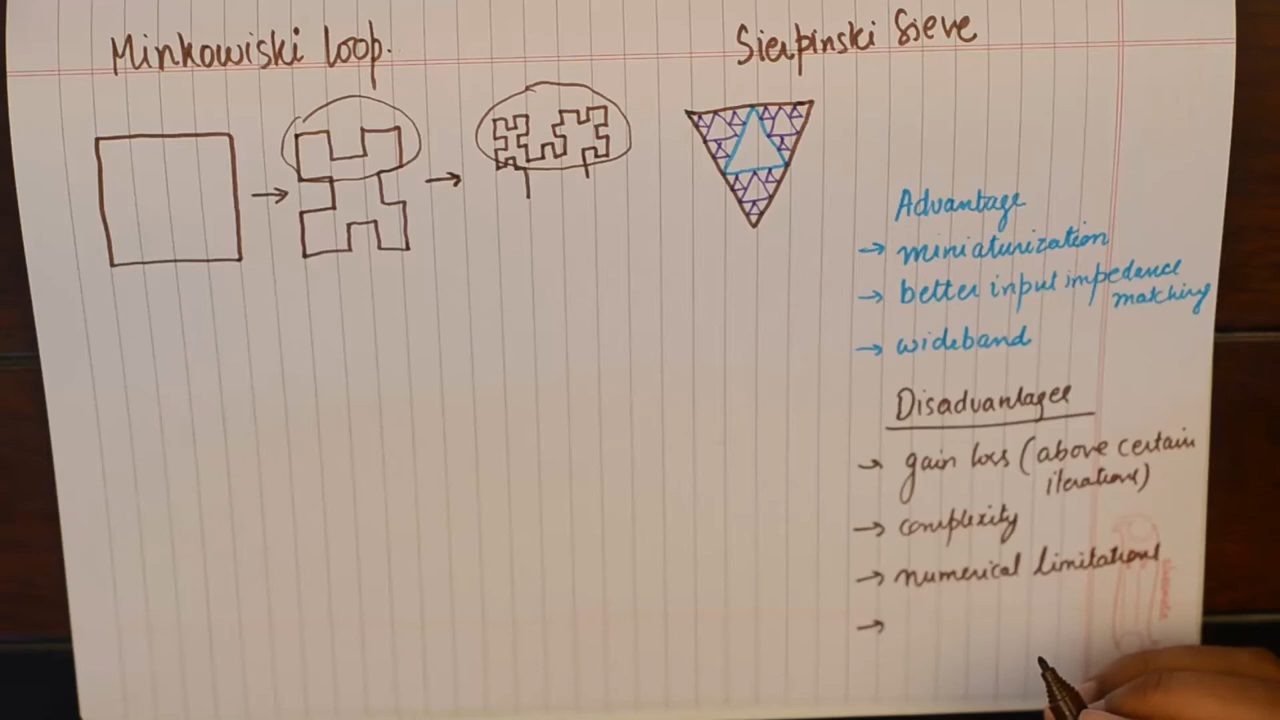 Minkowiski loop.
Sierpinski Sieve
Advantage
→ miniaturization
→ better input impedence
matching
→ wideband
Disadvantages
→ gain loss (above certain
iterations)
→ complexity
→ numerical limitations
→